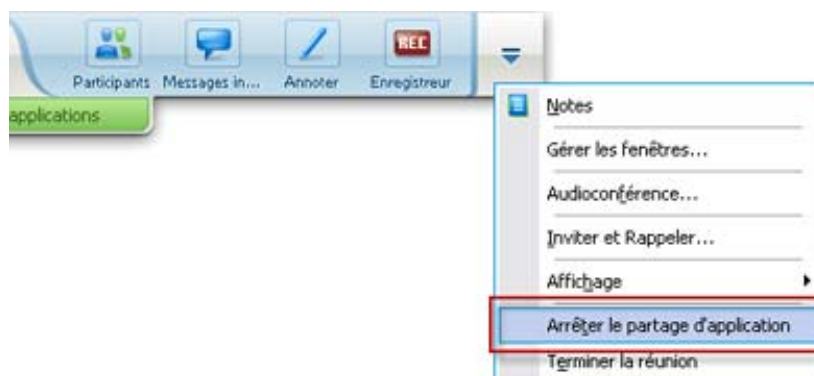 REC
Participants Messages in... Annoter Enregistreur
applications
Notes
Gérer les fenêtres...
Audioconférence...
Inviter et Rappeler...
Affichage
Arrêter le partage d'application
Terminer la réunion